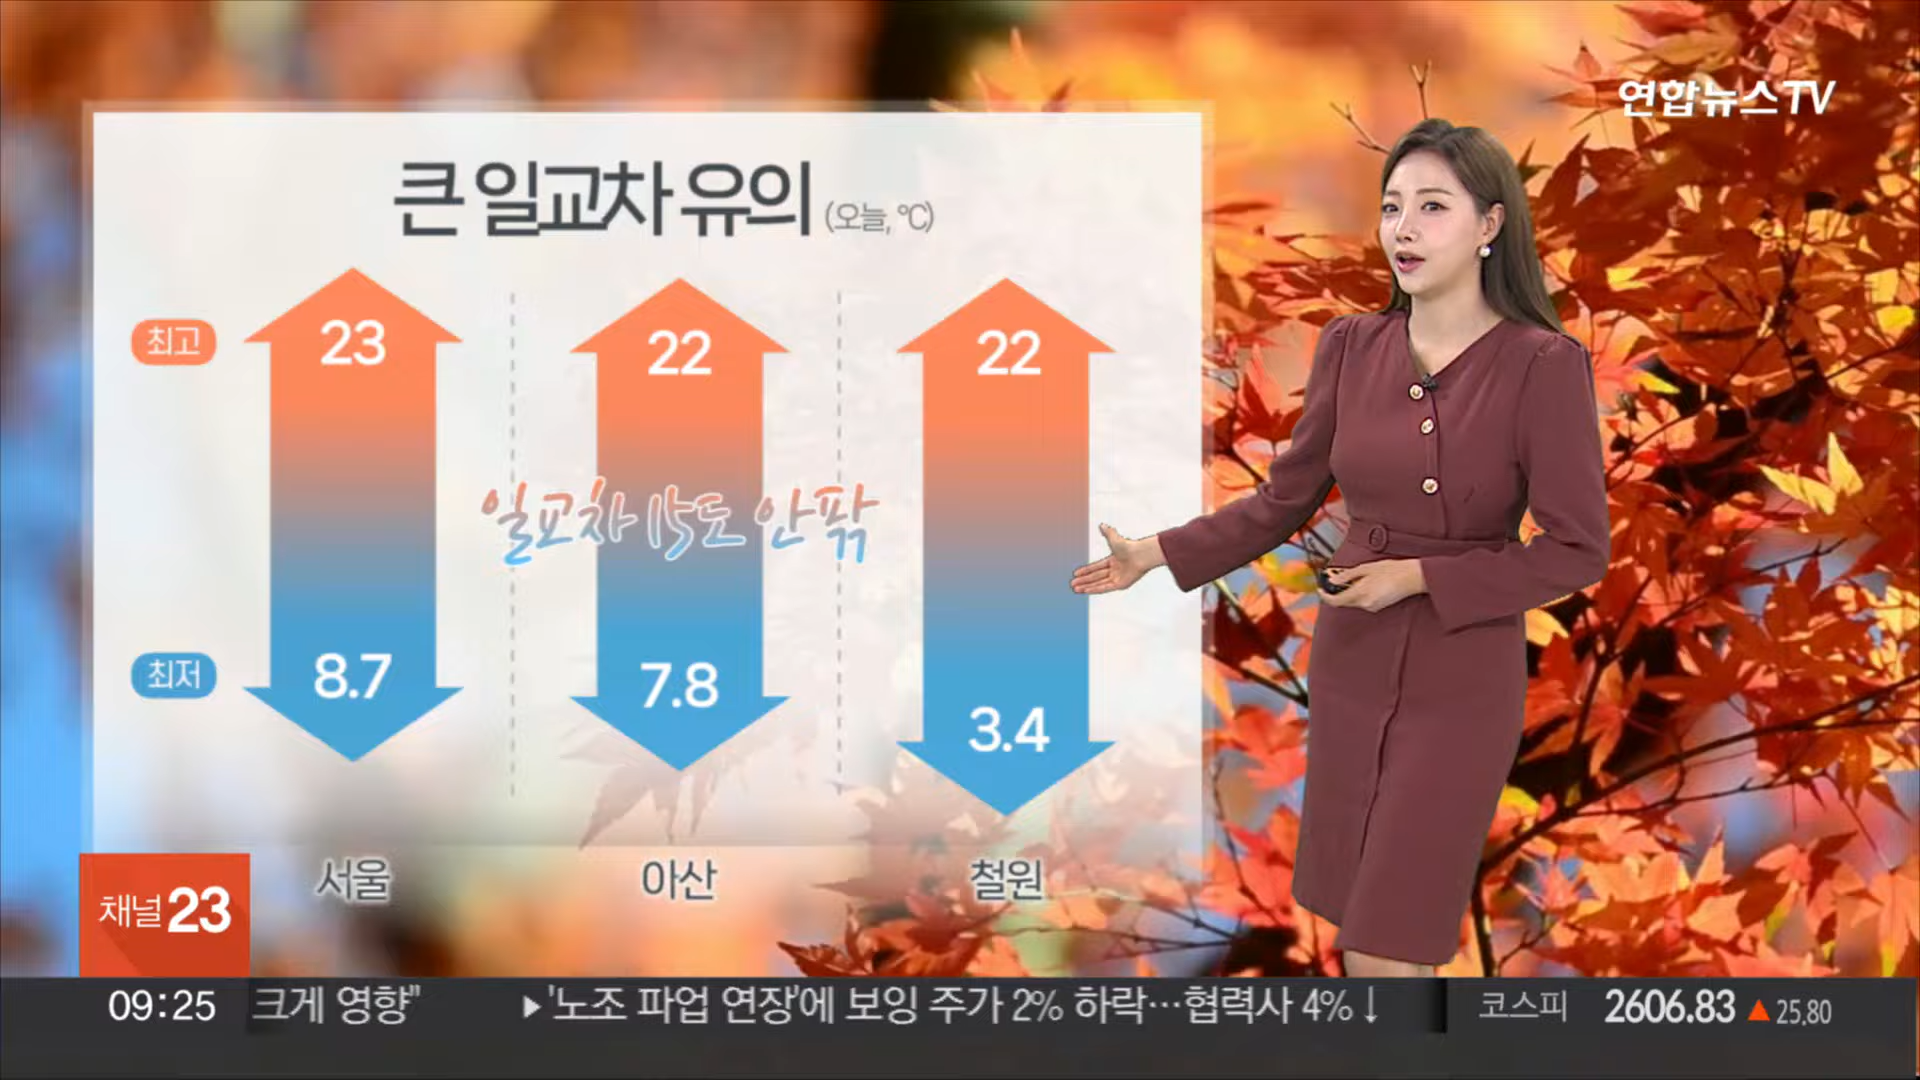 연합뉴스TV
큰 일교차 유의 (오늘, ℃)
최고 23 22 22
일교차 15도 안팎
최저 8.7 7.8 3.4
서울 아산 철원
채널 23
09:25 크게 영향" ▶'노조 파업 연장'에 보잉 주가 2% 하락…협력사 4%↓ 코스피 2606.83 ▲25.80